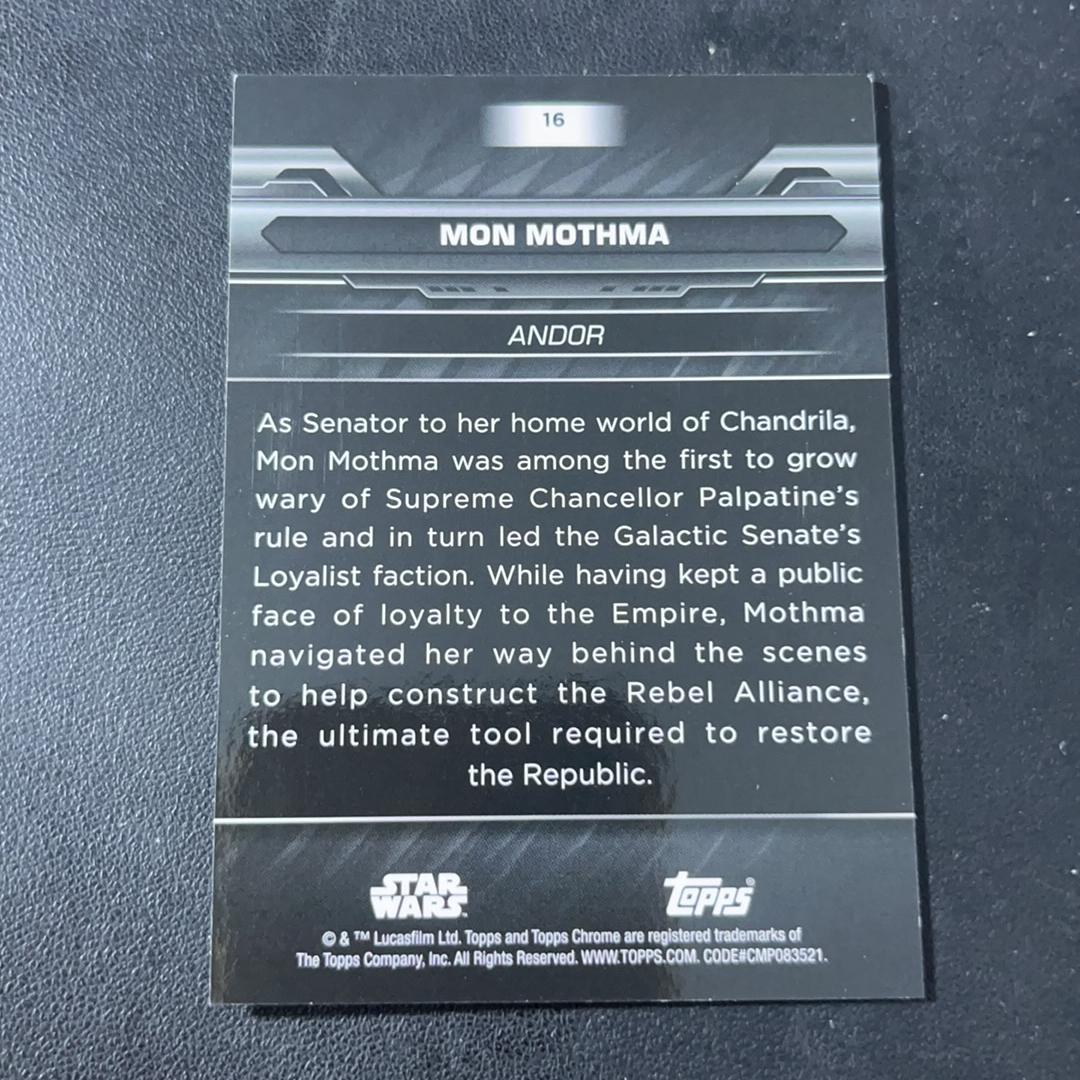 16
MON MOTHMA
ANDOR
As Senator to her home world of Chandrila,
Mon Mothma was among the first to grow
wary of Supreme Chancellor Palpatine's
rule and in turn led the Galactic Senate's
Loyalist faction. While having kept a public
face of loyalty to the Empire, Mothma
navigated her way behind the scenes
to help construct the Rebel Alliance,
the ultimate tool required to restore
the Republic.
STAR WARS™ topps®
© & ™ Lucasfilm Ltd. Topps and Topps Chrome are registered trademarks of
The Topps Company, Inc. All Rights Reserved. WWW.TOPPS.COM. CODE#CMP083521.